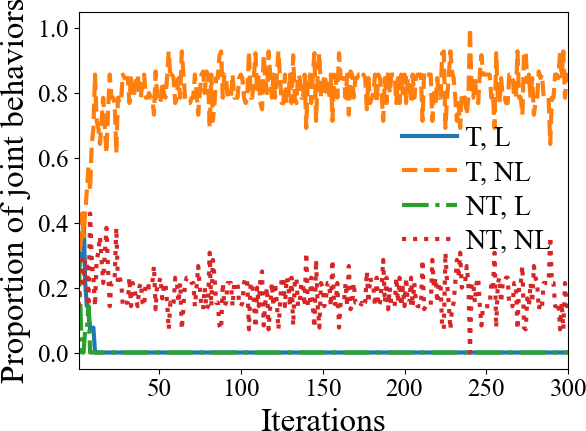 Proportion of joint behaviors
1.0
0.8
0.6
0.4
0.2
0.0
T, L
T, NL
NT, L
NT, NL
50
100
150
200
250
300
Iterations